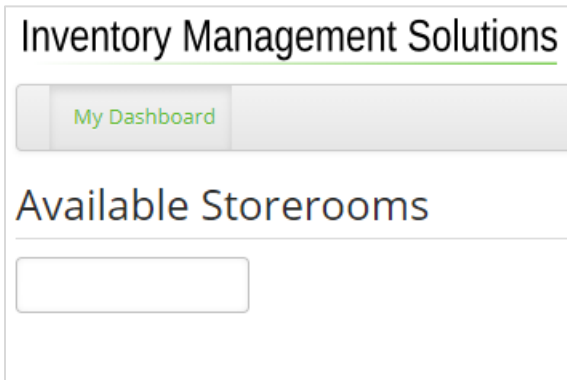 Inventory Management Solutions
My Dashboard
Available Storerooms